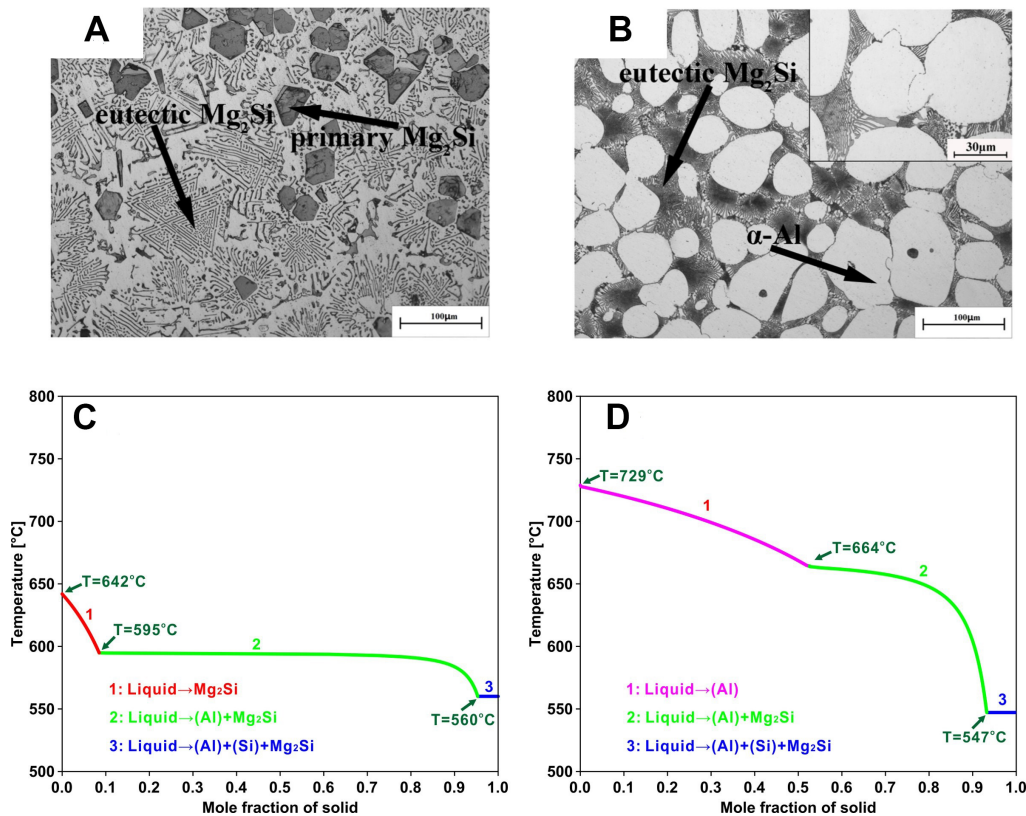 A
eutectic Mg2Si
primary Mg2Si
100μm
B
eutectic Mg2Si
30μm
α-Al
100μm
C
800
750
700
650
600
550
500
Temperature [°C]
T=642°C
1
T=595°C
2
3
T=560°C
1: Liquid→Mg₂Si
2: Liquid→(Al)+Mg₂Si
3: Liquid→(Al)+(Si)+Mg₂Si
0.0 0.1 0.2 0.3 0.4 0.5 0.6 0.7 0.8 0.9 1.0
Mole fraction of solid
D
800
750
700
650
600
550
500
Temperature [°C]
T=729°C
1
T=664°C
2
3
T=547°C
1: Liquid→(Al)
2: Liquid→(Al)+Mg₂Si
3: Liquid→(Al)+(Si)+Mg₂Si
0.0 0.1 0.2 0.3 0.4 0.5 0.6 0.7 0.8 0.9 1.0
Mole fraction of solid